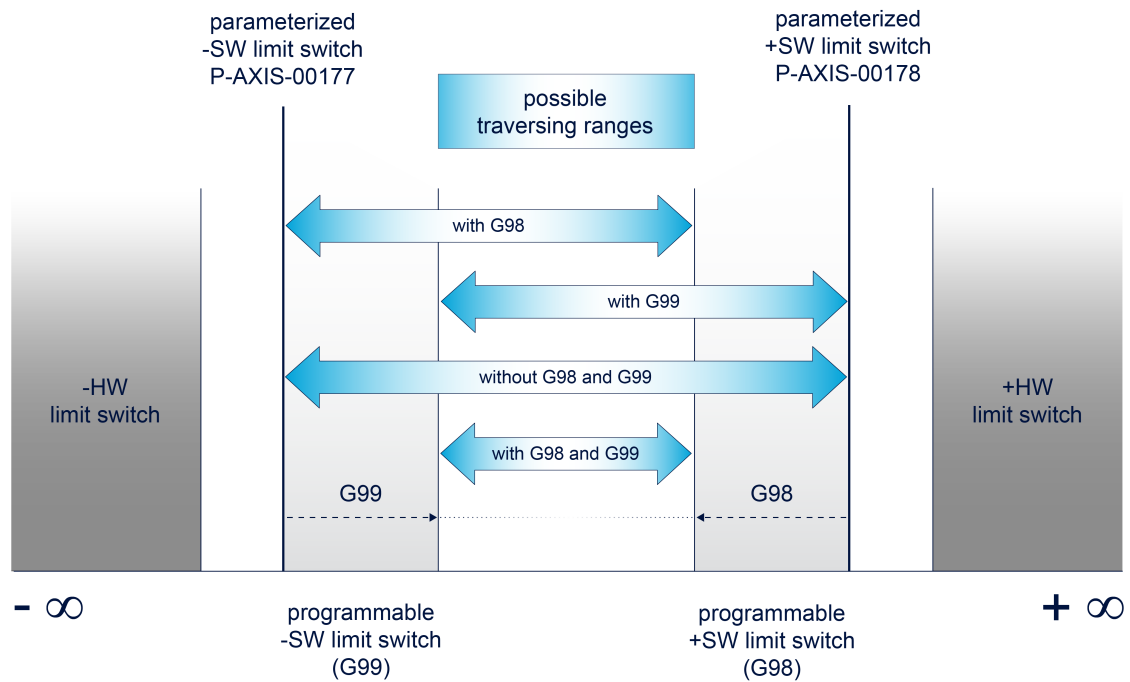 parameterized
-SW limit switch
P-AXIS-00177
parameterized
+SW limit switch
P-AXIS-00178
possible
traversing ranges
with G98
with G99
without G98 and G99
with G98 and G99
-HW
limit switch
+HW
limit switch
G99
G98
- ∞
+ ∞
programmable
-SW limit switch
(G99)
programmable
+SW limit switch
(G98)